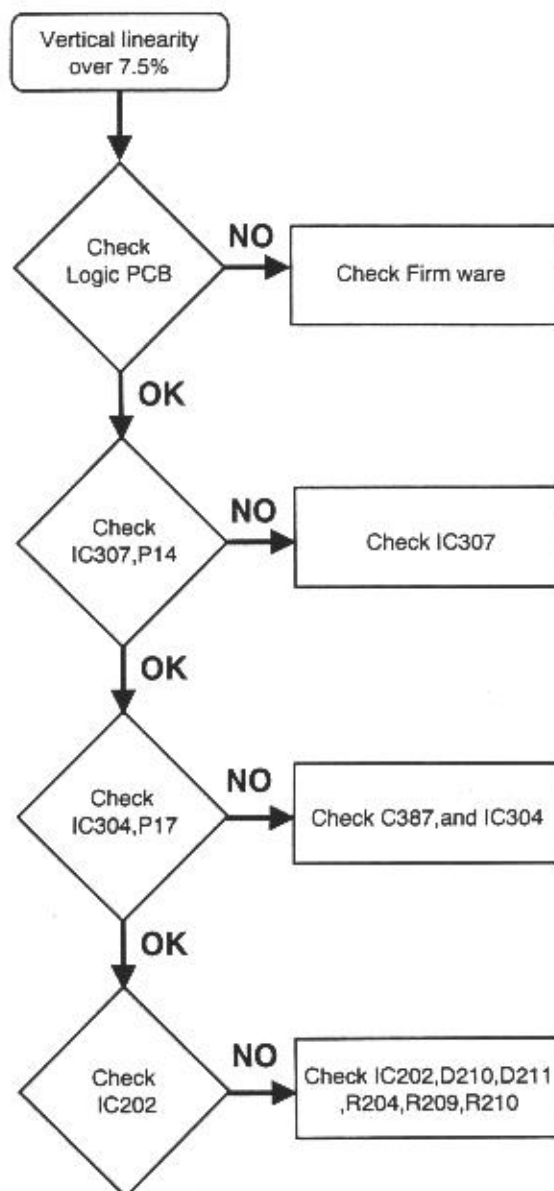 Vertical linearity
over 7.5%
Check
Logic PCB
NO
Check Firm ware
OK
Check
IC307,P14
NO
Check IC307
OK
Check
IC304,P17
NO
Check C387,and IC304
OK
Check
IC202
NO
Check IC202,D210,D211
,R204,R209,R210